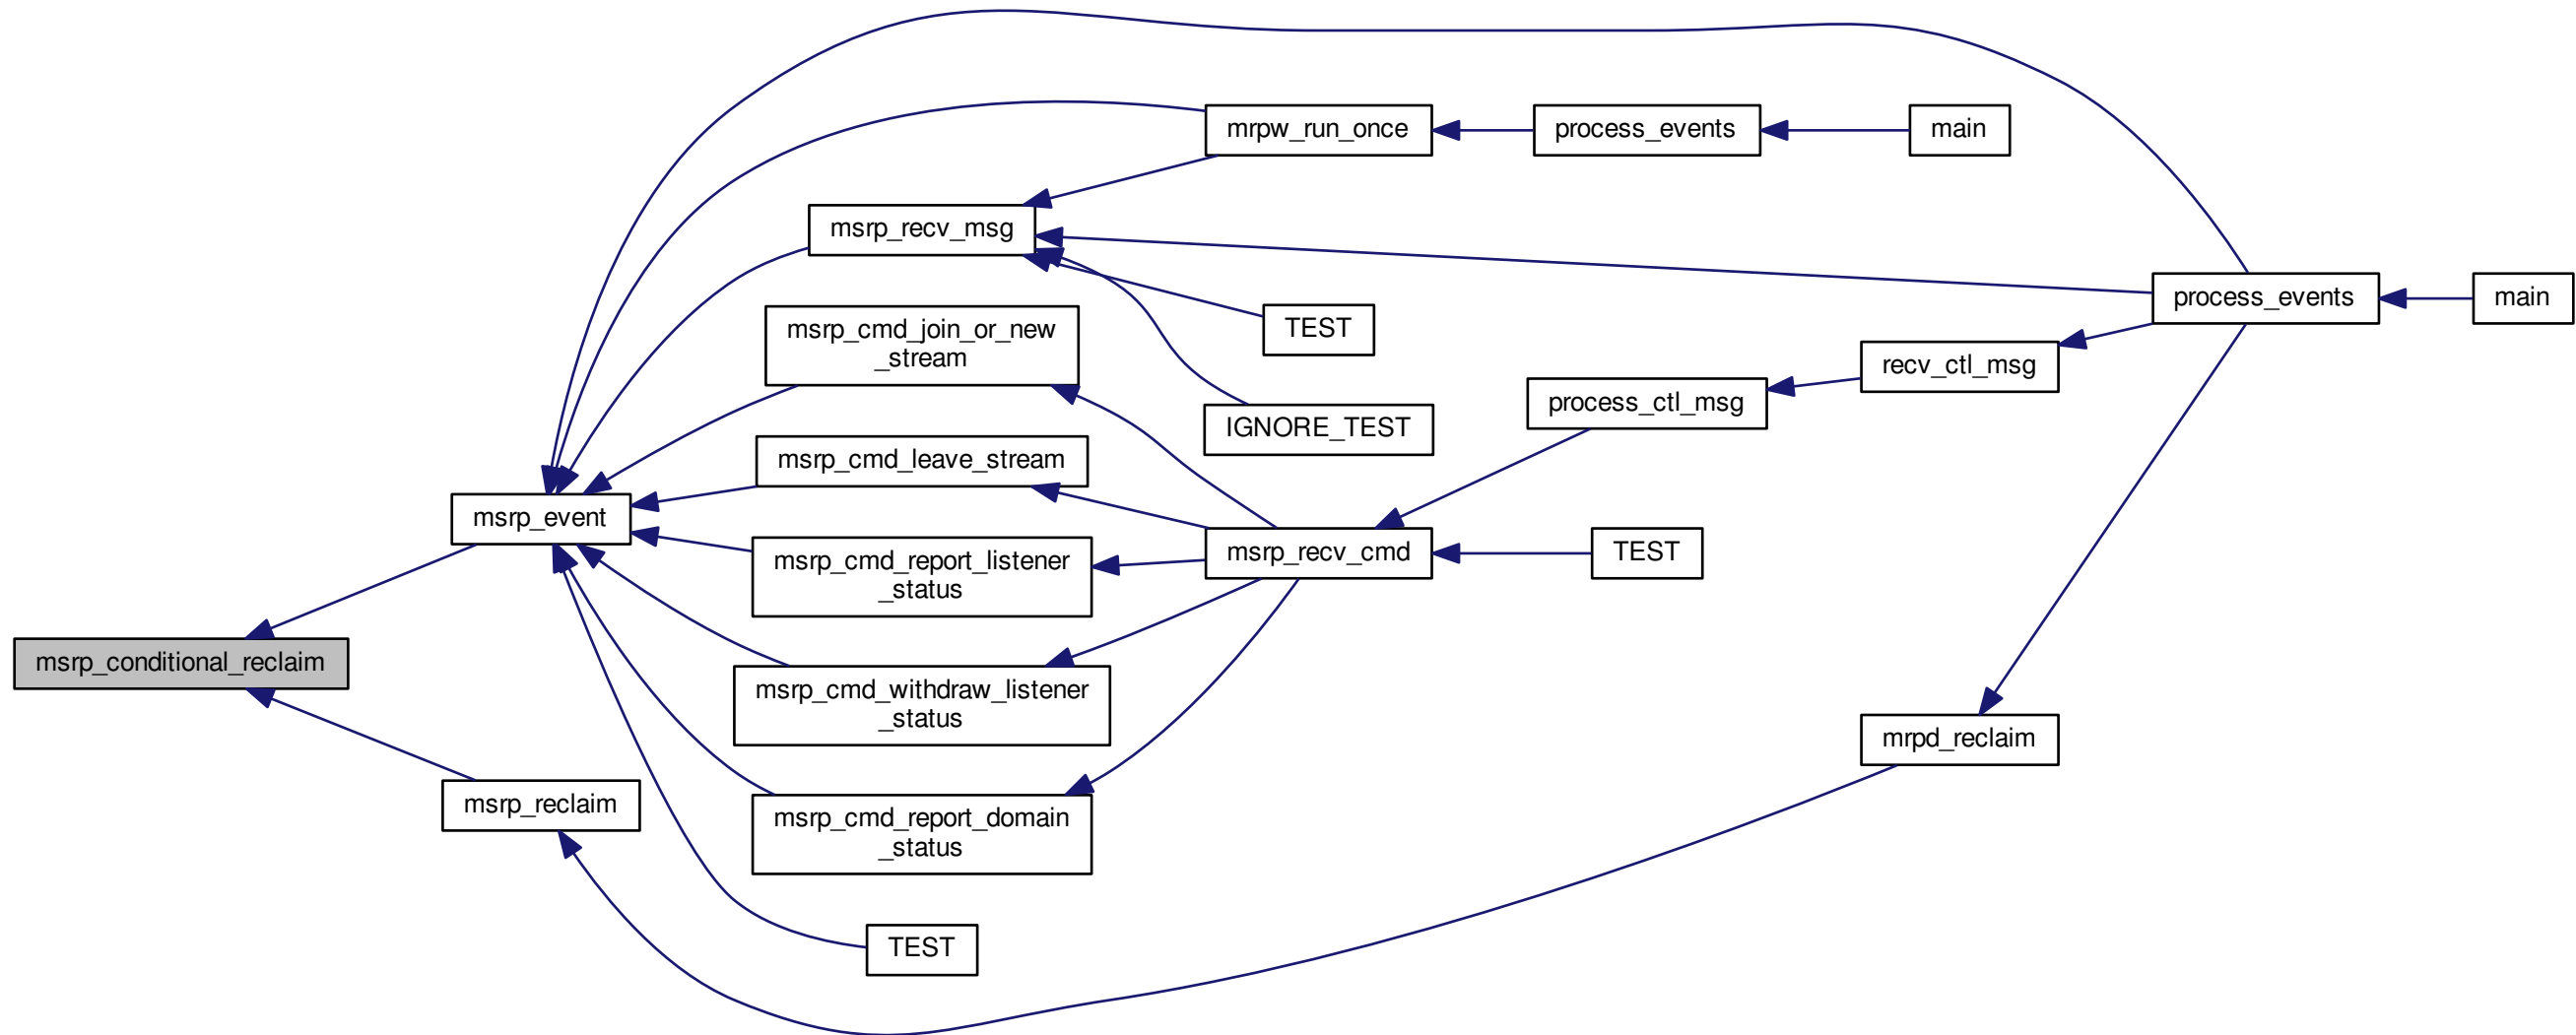 mrpw_run_once
process_events
main
msrp_recv_msg
process_events
main
msrp_cmd_join_or_new
_stream
TEST
recv_ctl_msg
process_ctl_msg
IGNORE_TEST
msrp_cmd_leave_stream
msrp_event
msrp_recv_cmd
TEST
msrp_cmd_report_listener
_status
msrp_conditional_reclaim
msrp_cmd_withdraw_listener
_status
mrpd_reclaim
msrp_reclaim
msrp_cmd_report_domain
_status
TEST